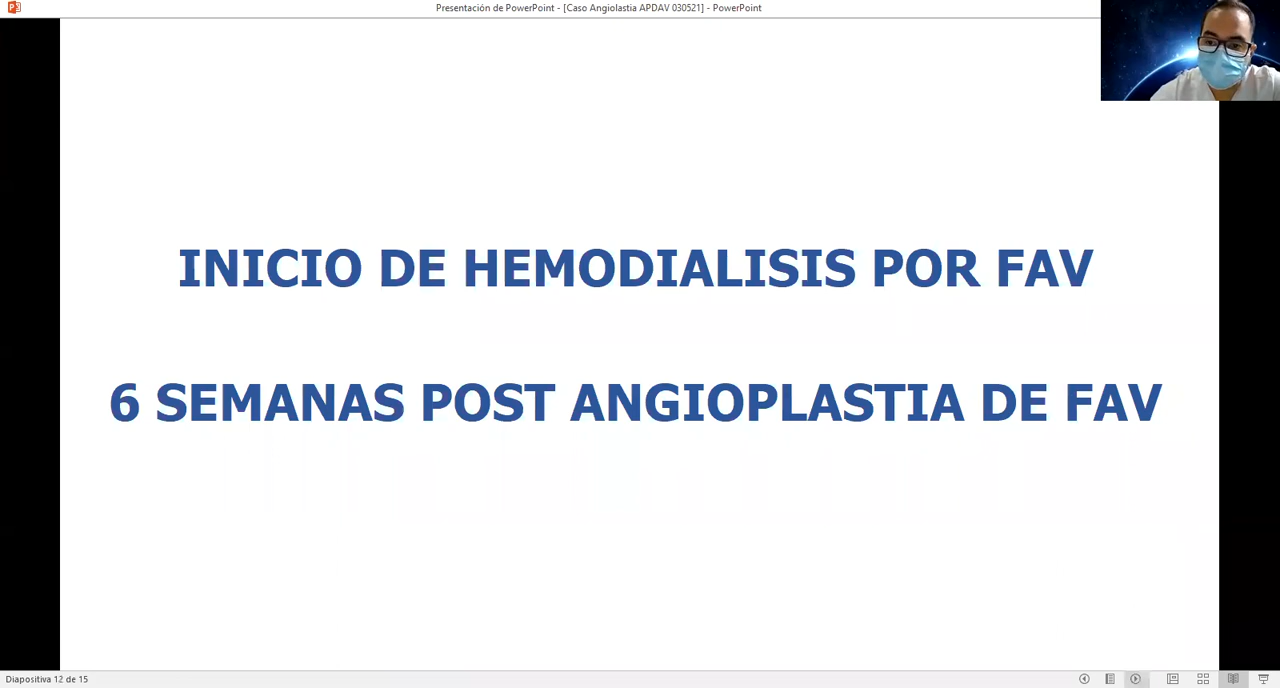 Presentación de PowerPoint - [Caso Angiolastia APDAV 030521] - PowerPoint
INICIO DE HEMODIALISIS POR FAV
6 SEMANAS POST ANGIOPLASTIA DE FAV
Diapositiva 12 de 15